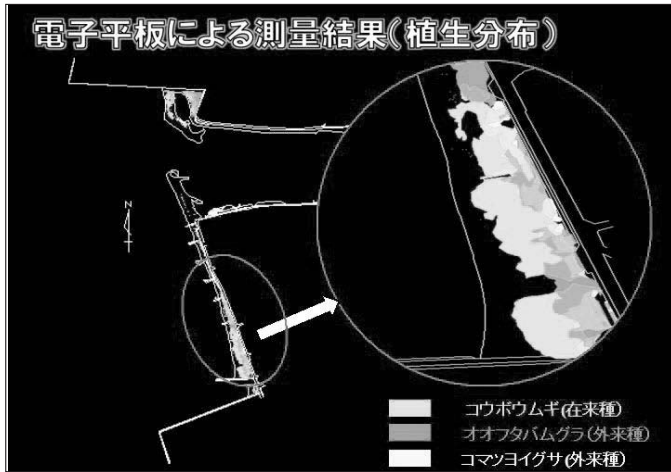 電子平板による測量結果(植生分布)
N
コウボウムギ(在来種)
オオフタバムグラ(外来種)
コマツヨイグサ(外来種)